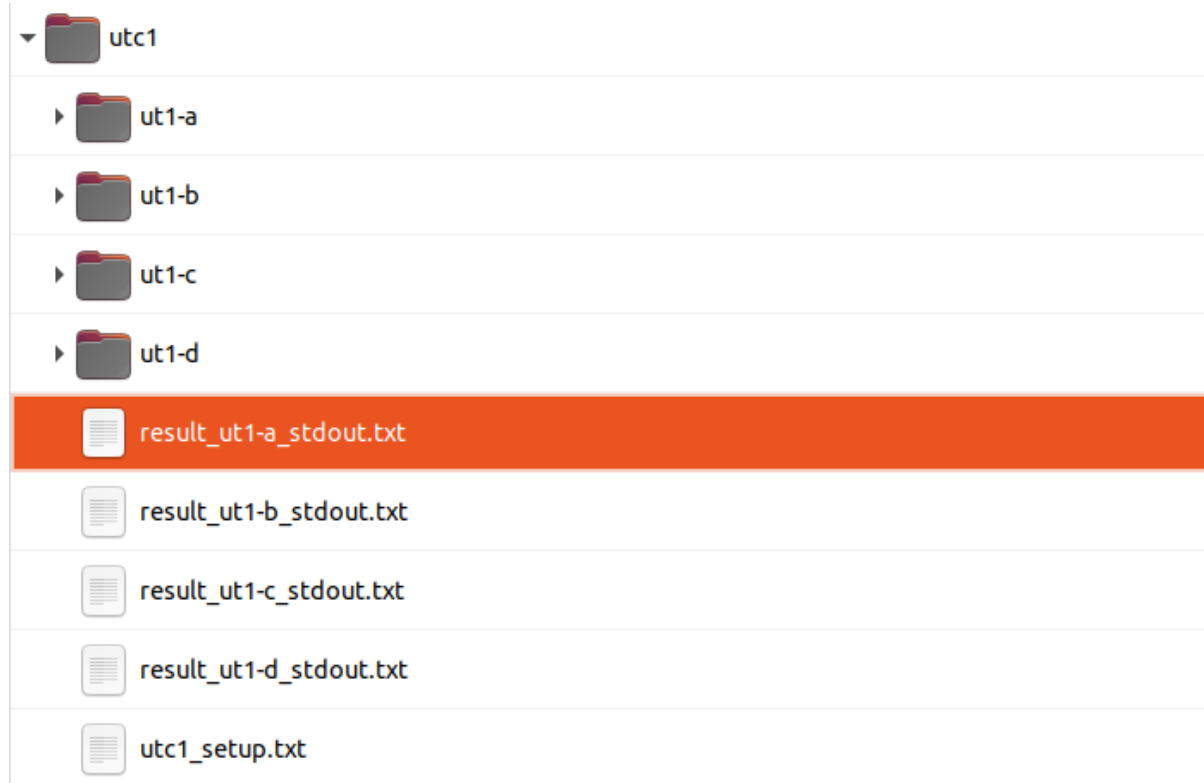 utc1
ut1-a
ut1-b
ut1-c
ut1-d
result_ut1-a_stdout.txt
result_ut1-b_stdout.txt
result_ut1-c_stdout.txt
result_ut1-d_stdout.txt
utc1_setup.txt